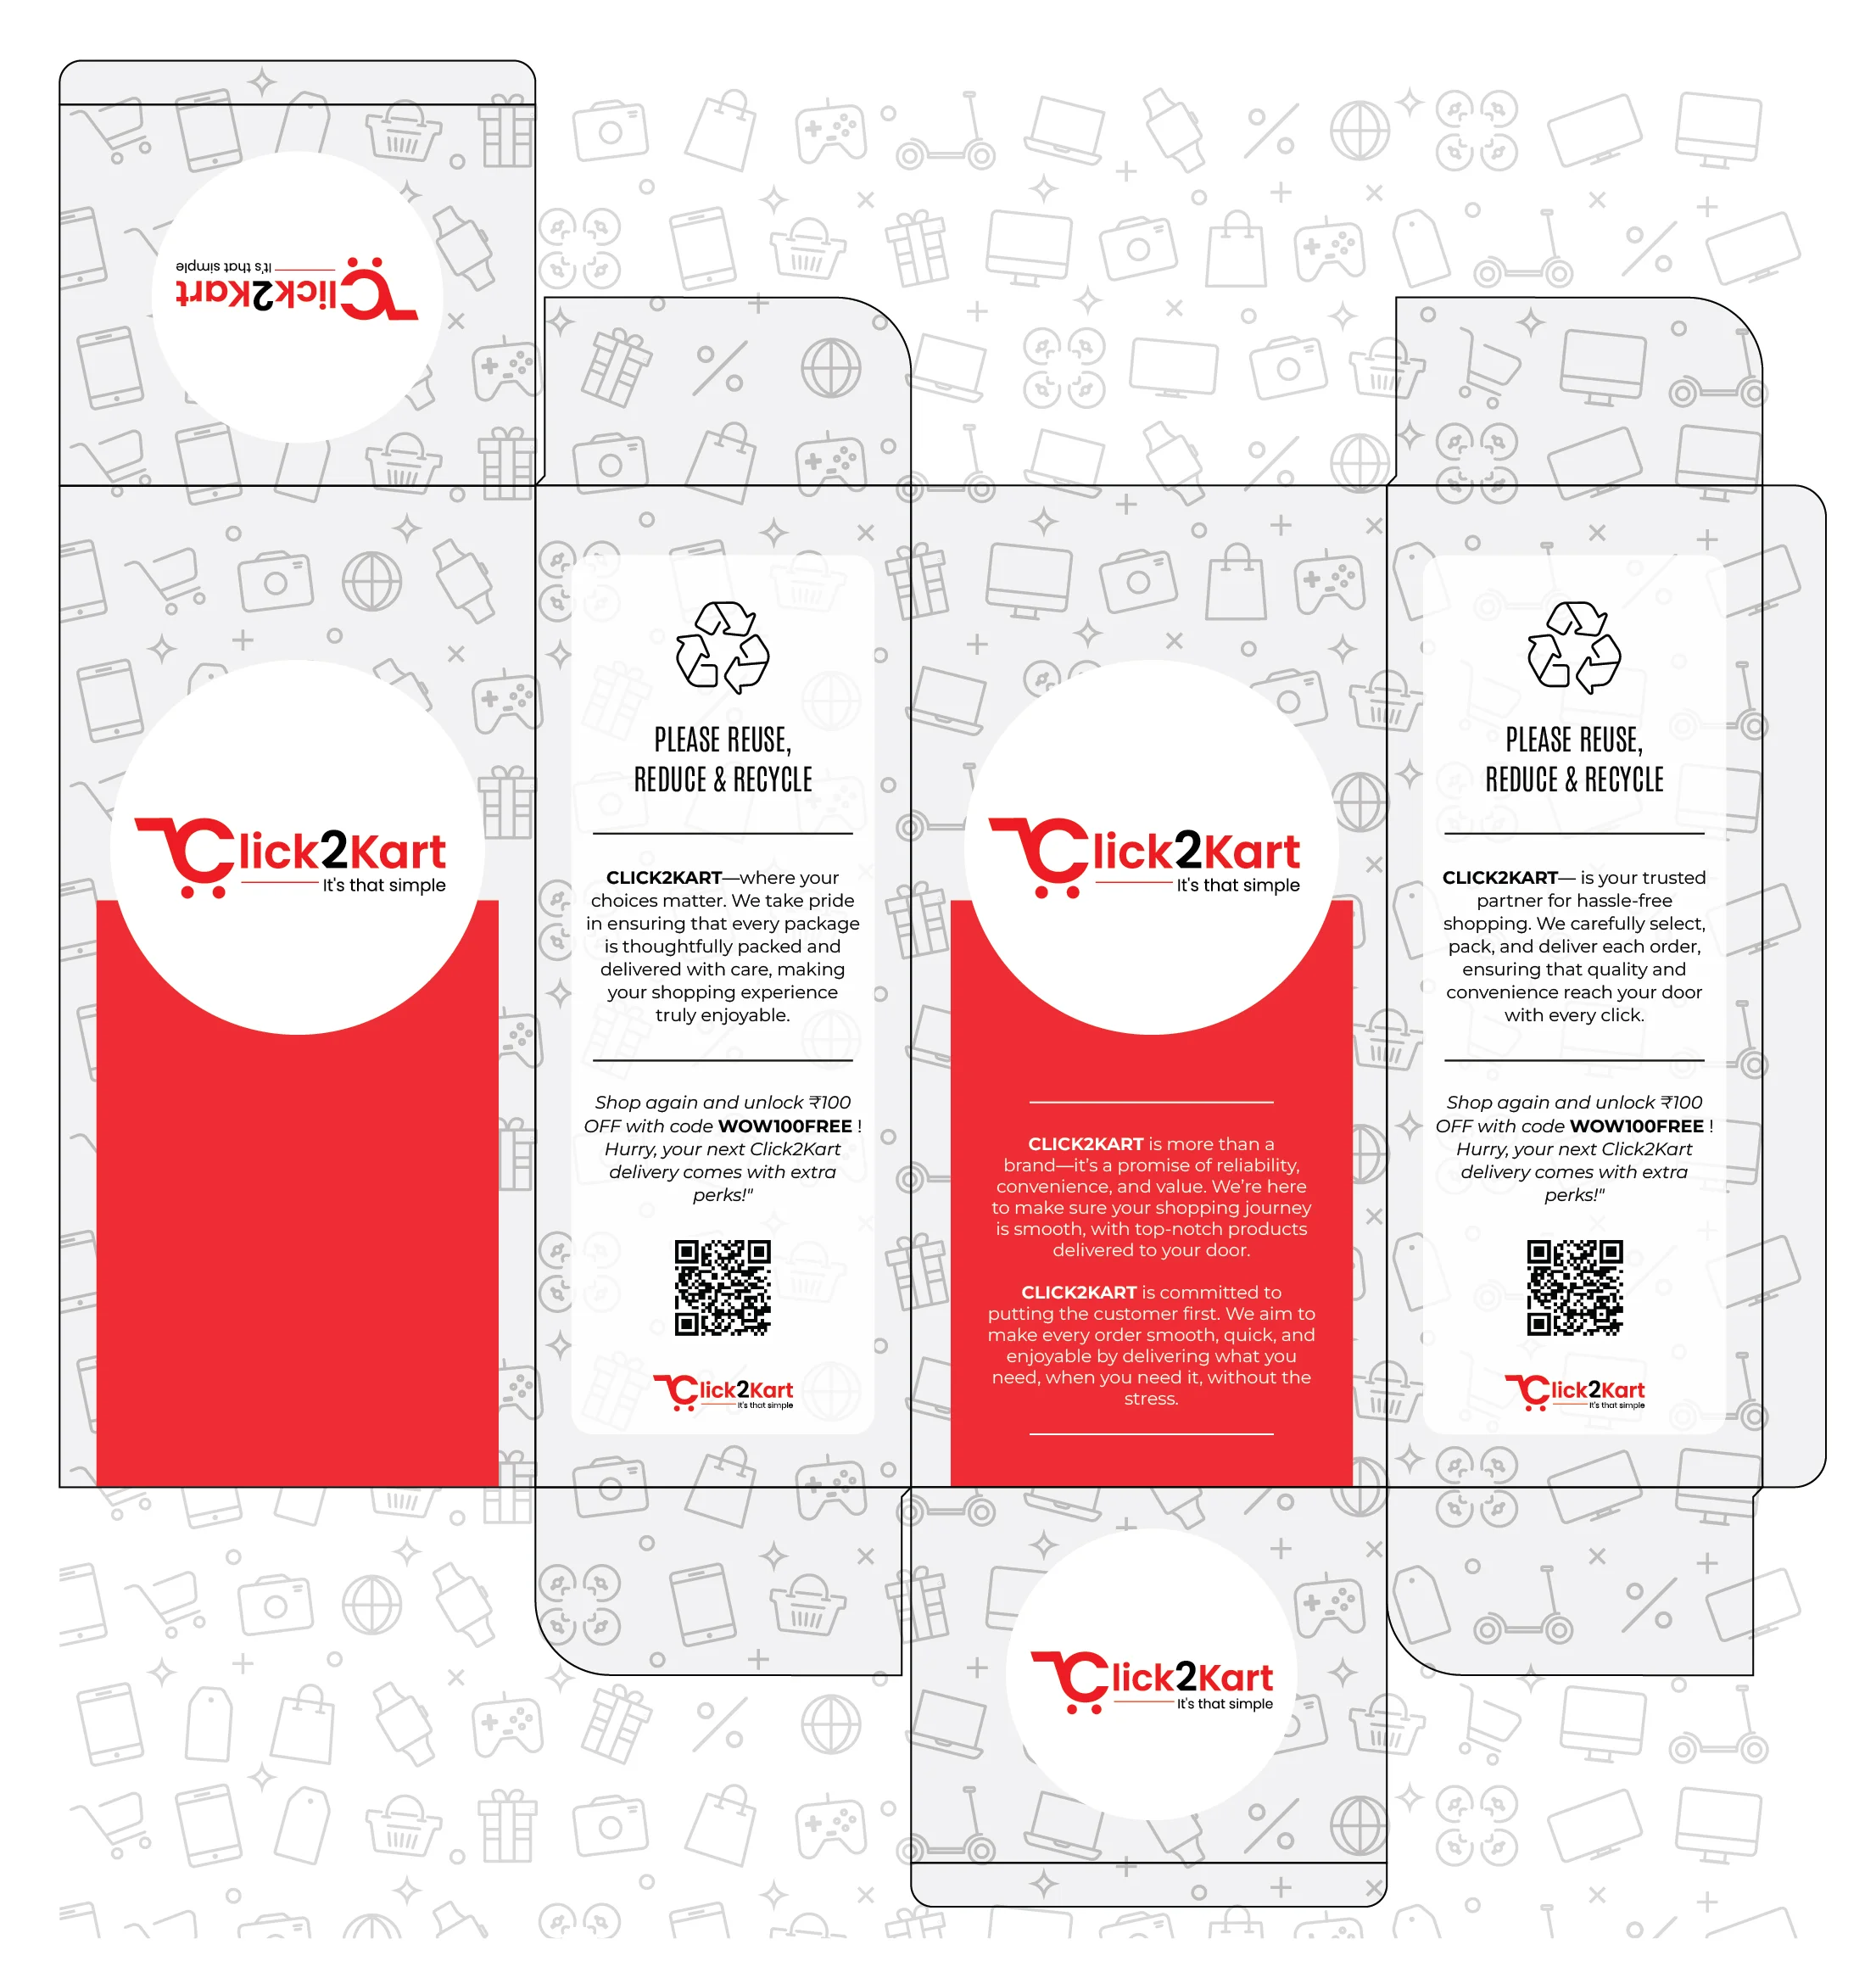 Click2Kart
It's that simple
Click2Kart
It's that simple
PLEASE REUSE,
REDUCE & RECYCLE
CLICK2KART—where your
choices matter. We take pride
in ensuring that every package
is thoughtfully packed and
delivered with care, making
your shopping experience
truly enjoyable.
Shop again and unlock ₹100
OFF with code WOW100FREE !
Hurry, your next Click2Kart
delivery comes with extra
perks!"
Click2Kart
It's that simple
Click2Kart
It's that simple
CLICK2KART is more than a
brand—it's a promise of reliability,
convenience, and value. We're here
to make sure your shopping journey
is smooth, with top-notch products
delivered to your door.
CLICK2KART is committed to
putting the customer first. We aim to
make every order smooth, quick, and
enjoyable by delivering what you
need, when you need it, without the
stress.
PLEASE REUSE,
REDUCE & RECYCLE
CLICK2KART— is your trusted
partner for hassle-free
shopping. We carefully select,
pack, and deliver each order,
ensuring that quality and
convenience reach your door
with every click.
Shop again and unlock ₹100
OFF with code WOW100FREE !
Hurry, your next Click2Kart
delivery comes with extra
perks!"
Click2Kart
It's that simple
Click2Kart
It's that simple